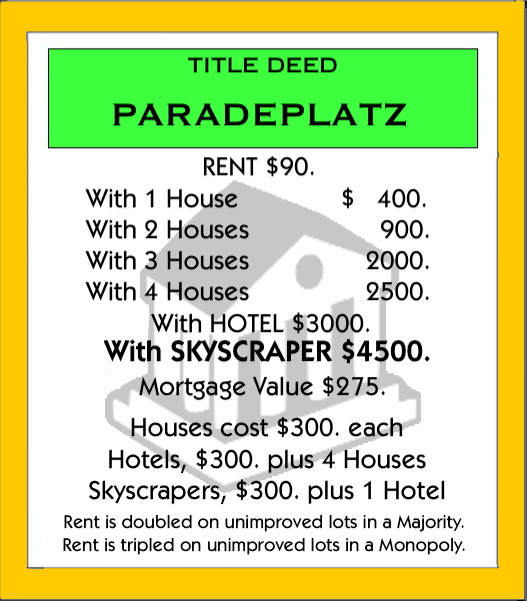 TITLE DEED
PARADEPLATZ
RENT $90.
With 1 House $ 400.
With 2 Houses 900.
With 3 Houses 2000.
With 4 Houses 2500.
With HOTEL $3000.
With SKYSCRAPER $4500.
Mortgage Value $275.
Houses cost $300. each
Hotels, $300. plus 4 Houses
Skyscrapers, $300. plus 1 Hotel
Rent is doubled on unimproved lots in a Majority.
Rent is tripled on unimproved lots in a Monopoly.